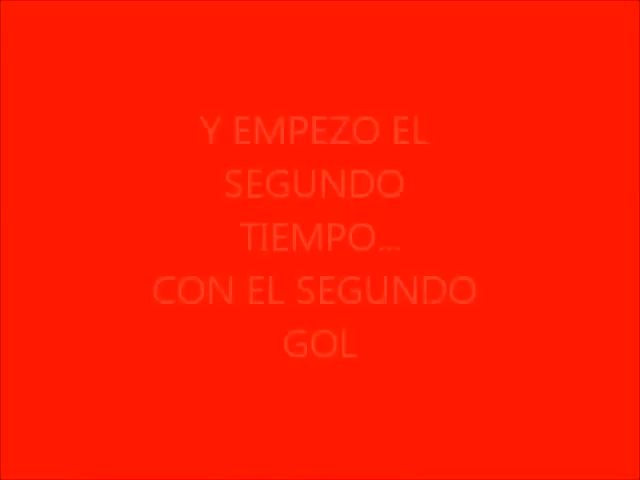 Y EMPEZO EL
SEGUNDO
TIEMPO...
CON EL SEGUNDO
GOL